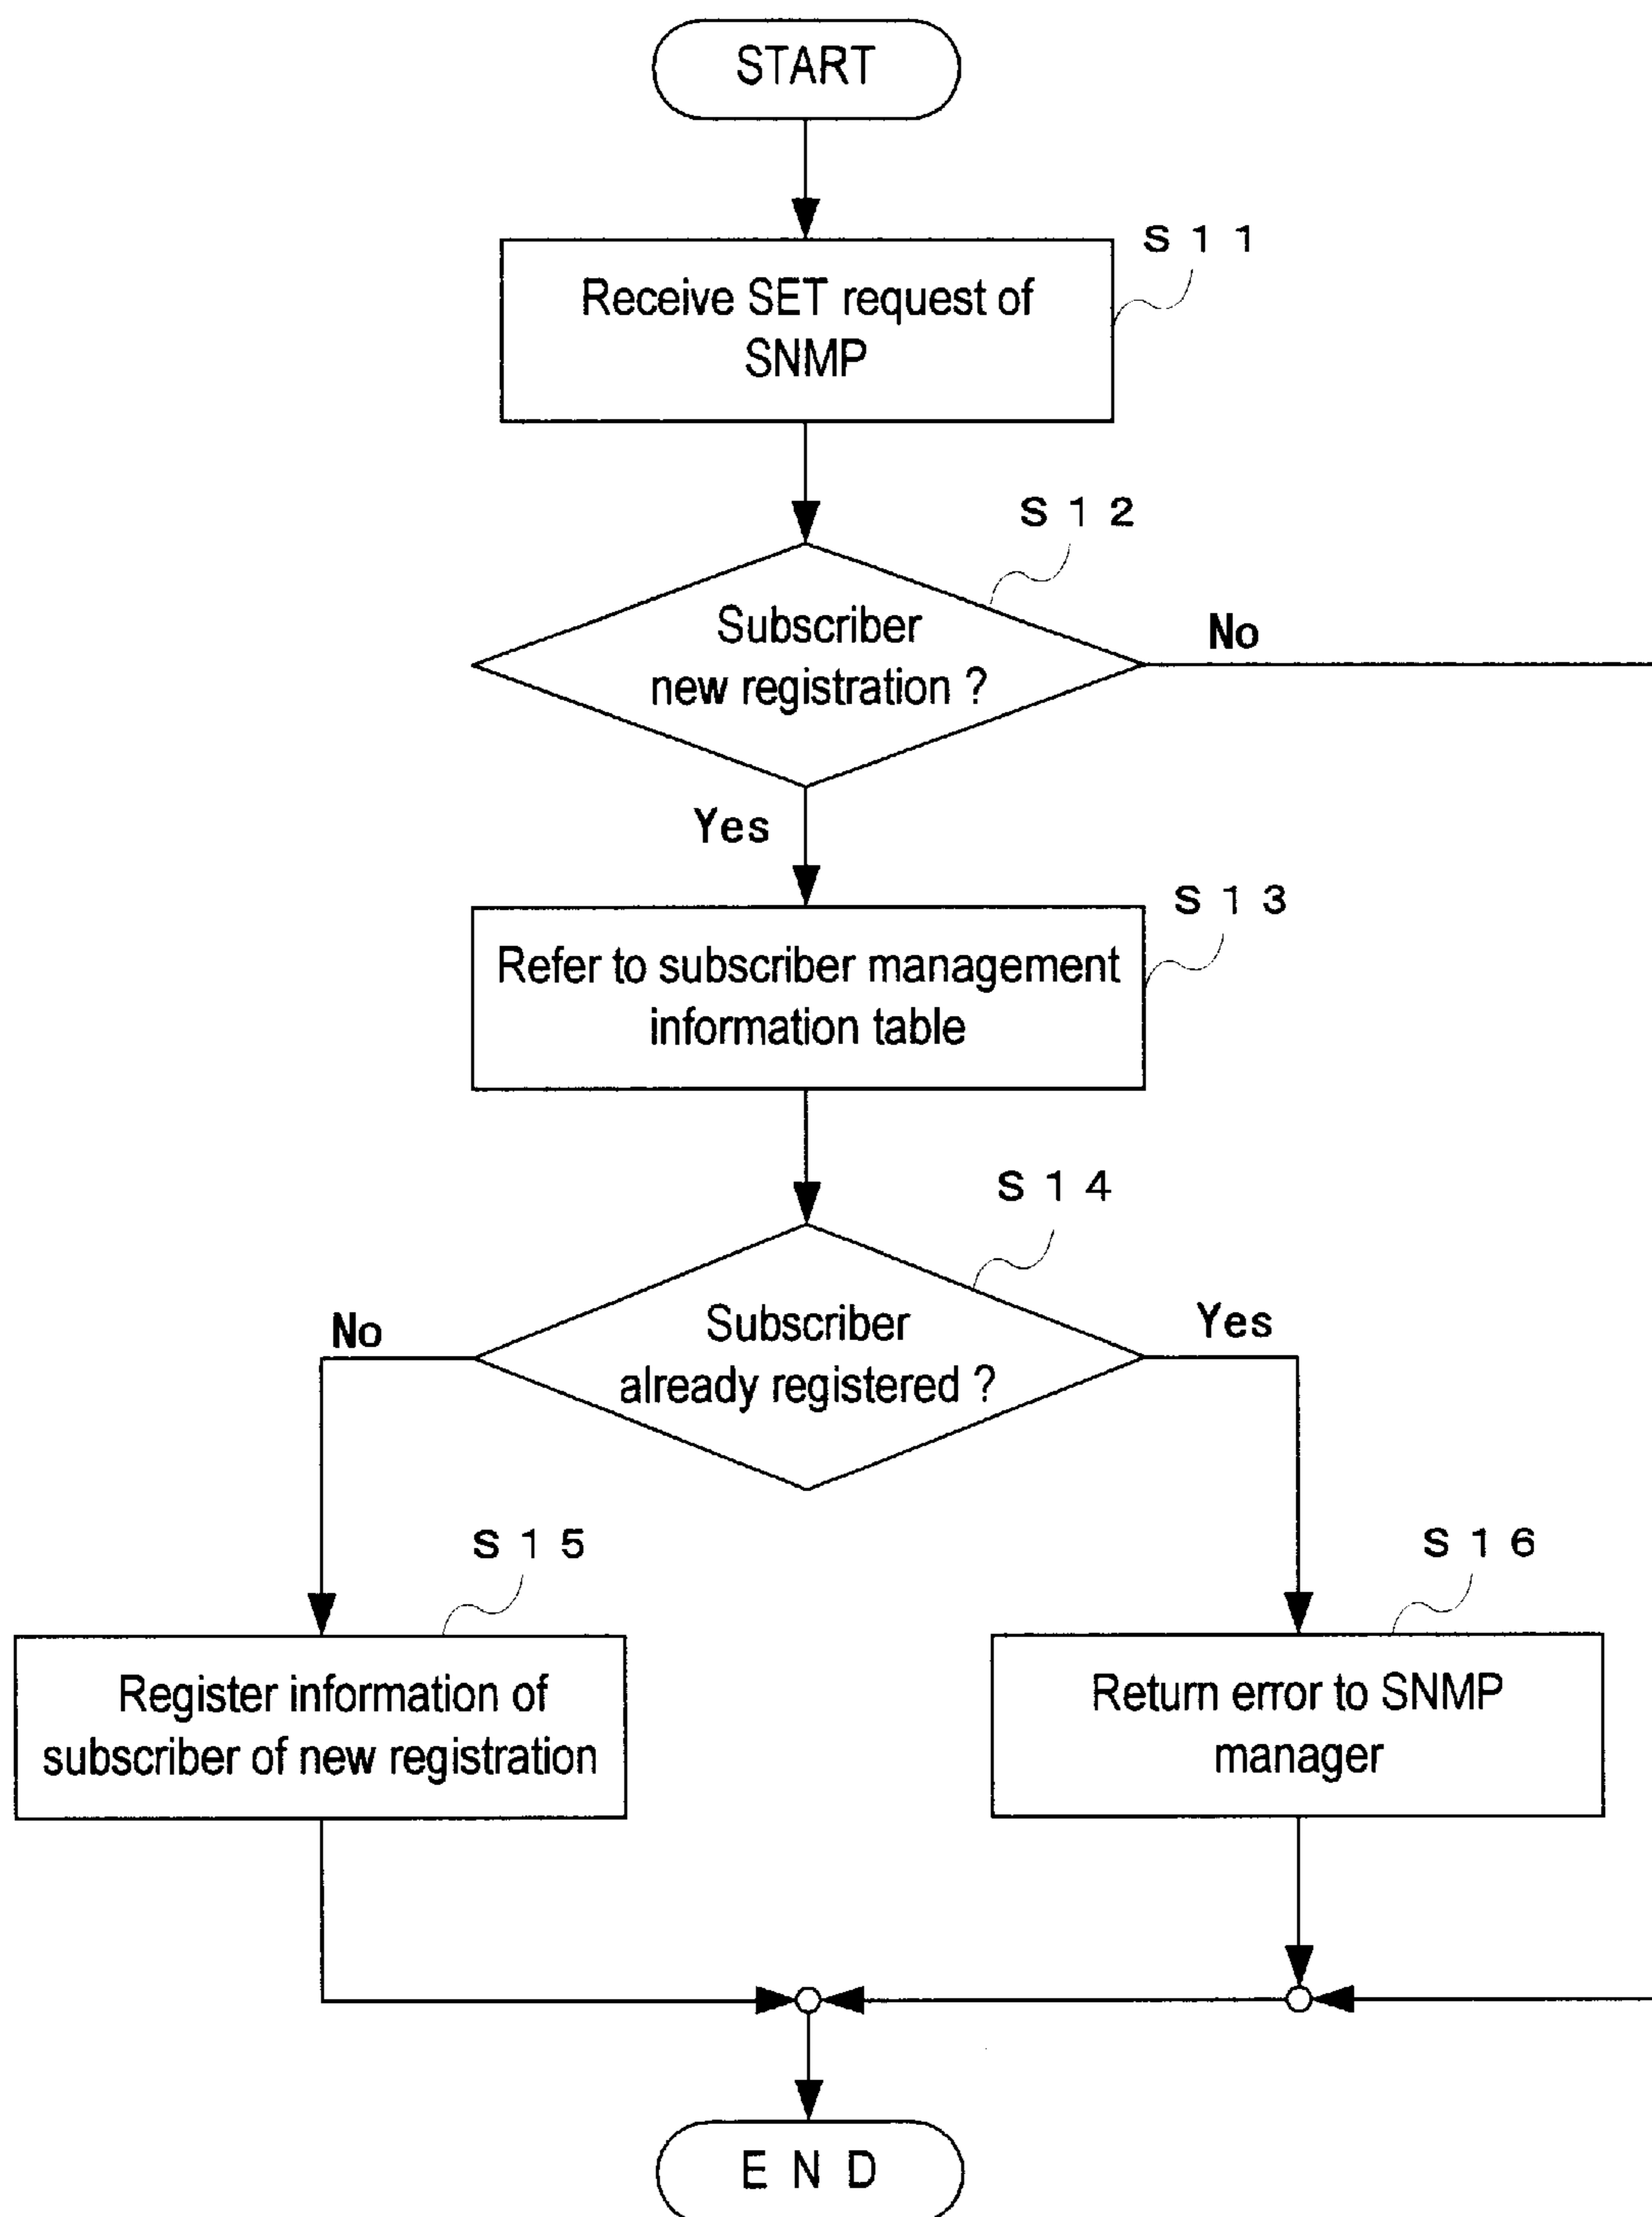 START
S11
Receive SET request of
SNMP
S12
Subscriber
new registration ?
No
Yes
S13
Refer to subscriber management
information table
S14
Subscriber
already registered ?
No
Yes
S15
Register information of
subscriber of new registration
S16
Return error to SNMP
manager
END